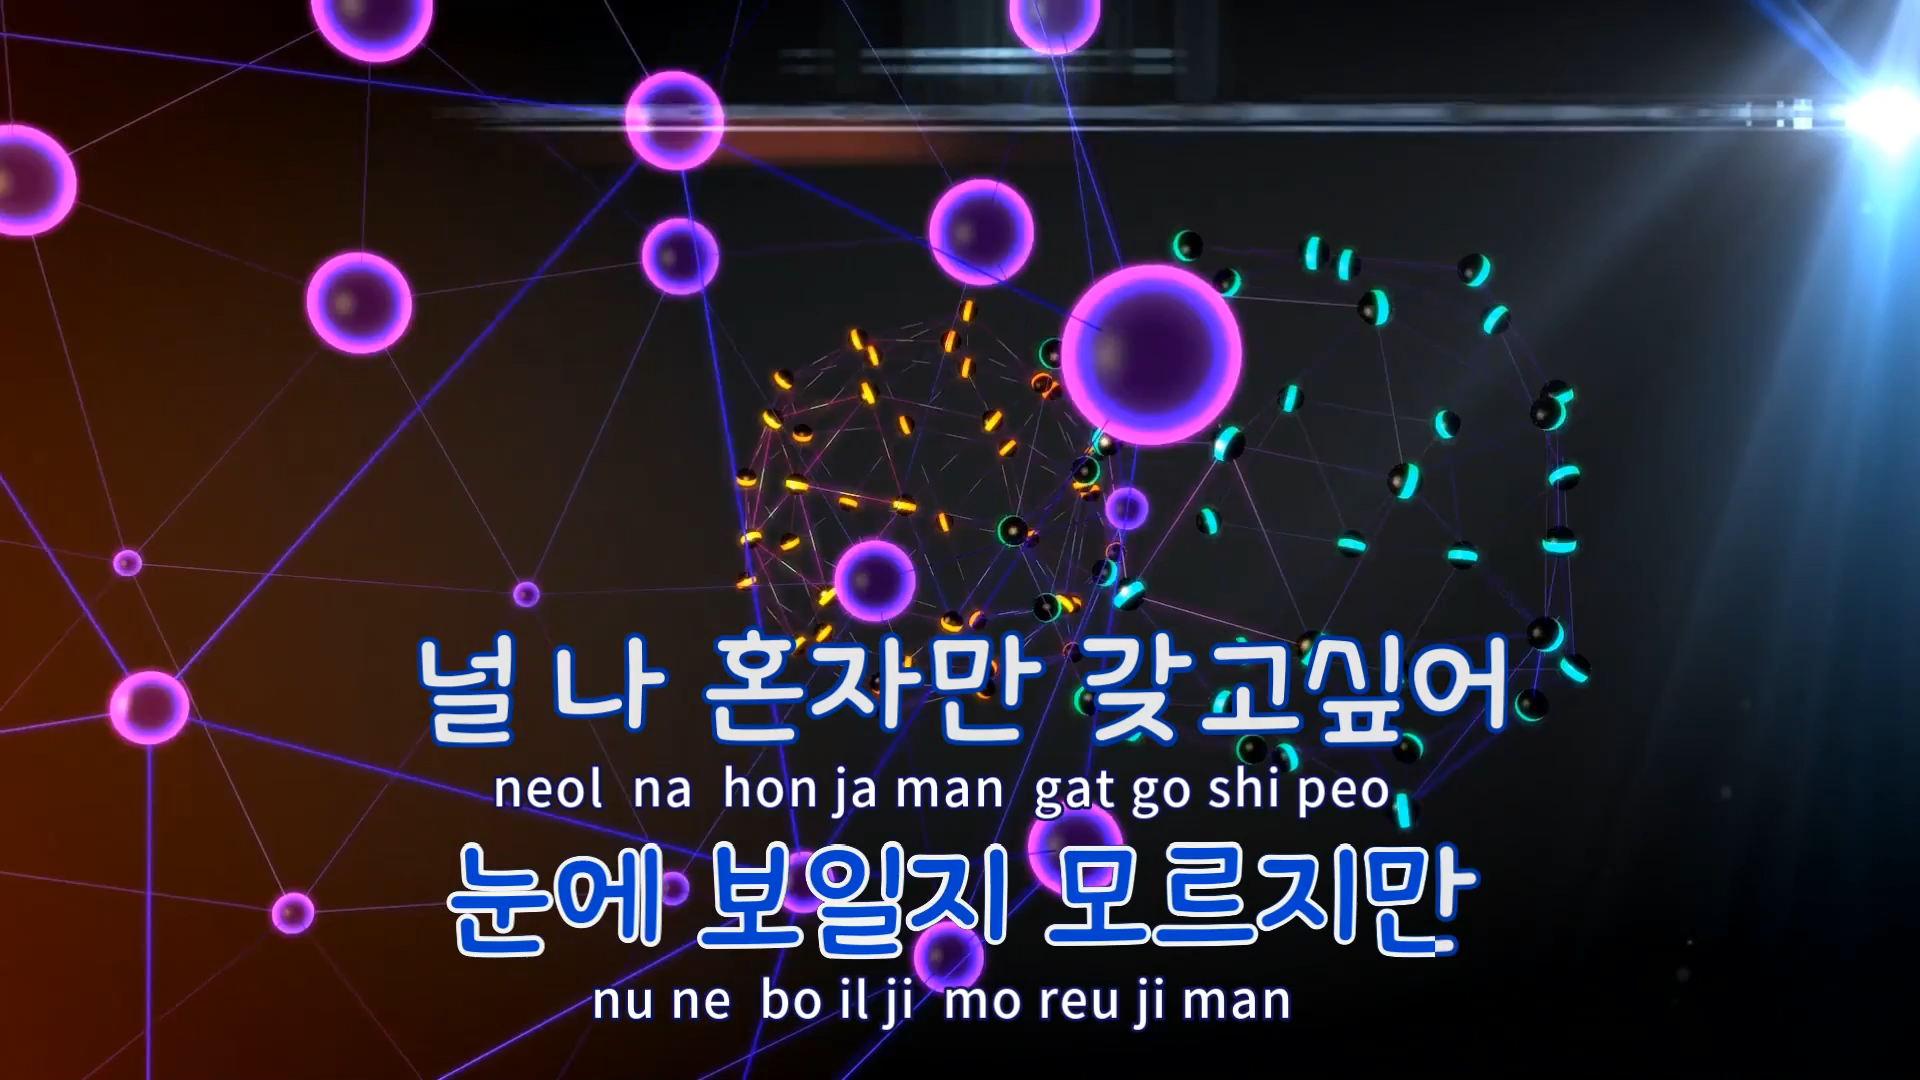 널 나 혼자만 갖고싶어
neol na hon ja man gat go shi peo
눈에 보일지 모르지만
nu ne bo il ji mo reu ji man